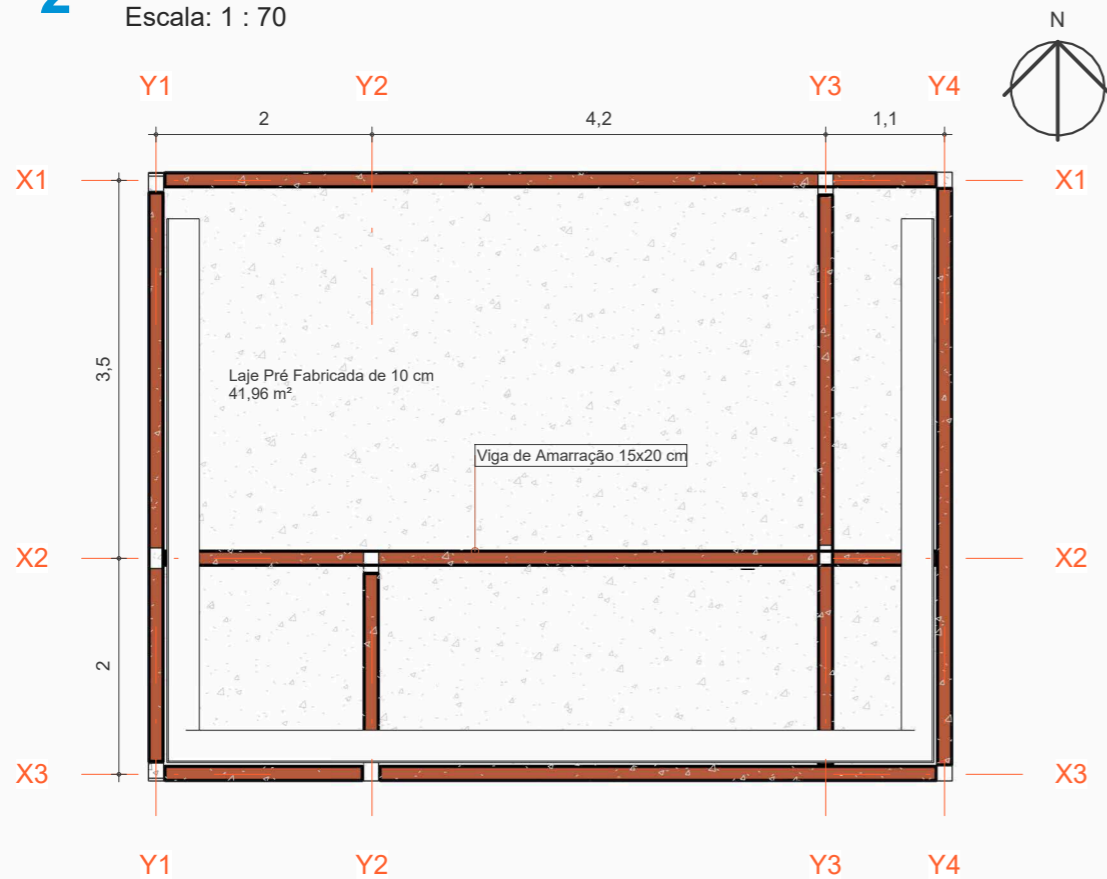 2
Escala: 1 : 70
N
Y1 Y2 Y3 Y4
2 4,2 1,1
X1 X1
3,5
Laje Pré Fabricada de 10 cm
41,96 m²
Viga de Amarração 15x20 cm
X2 X2
2
X3 X3
Y1 Y2 Y3 Y4